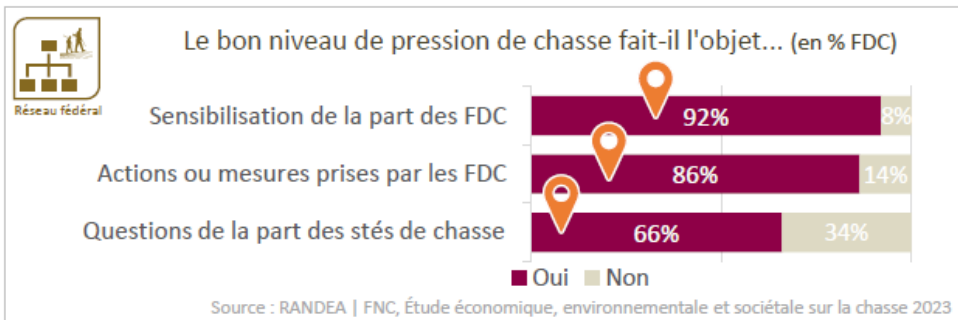 Le bon niveau de pression de chasse fait-il l'objet... (en % FDC)
Réseau fédéral
Sensibilisation de la part des FDC 92% 8%
Actions ou mesures prises par les FDC 86% 14%
Questions de la part des stés de chasse 66% 34%
Oui Non
Source : RANDEA | FNC, Étude économique, environnementale et sociétale sur la chasse 2023